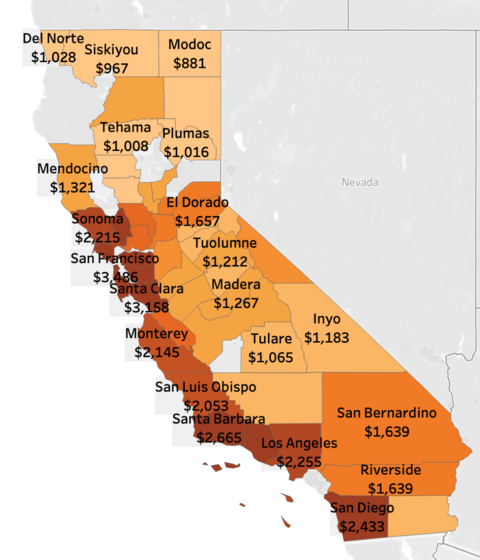 Del Norte
$1,028
Siskiyou
$967
Modoc
$881
Tehama
$1,008
Plumas
$1,016
Mendocino
$1,321
Nevada
El Dorado
$1,657
Sonoma
$2,215
Tuolumne
$1,212
San Francisco
$3,486
Santa Clara
$3,158
Madera
$1,267
Inyo
$1,183
Monterey
$2,145
Tulare
$1,065
San Luis Obispo
$2,053
Santa Barbara
$2,665
San Bernardino
$1,639
Los Angeles
$2,255
Riverside
$1,639
San Diego
$2,433